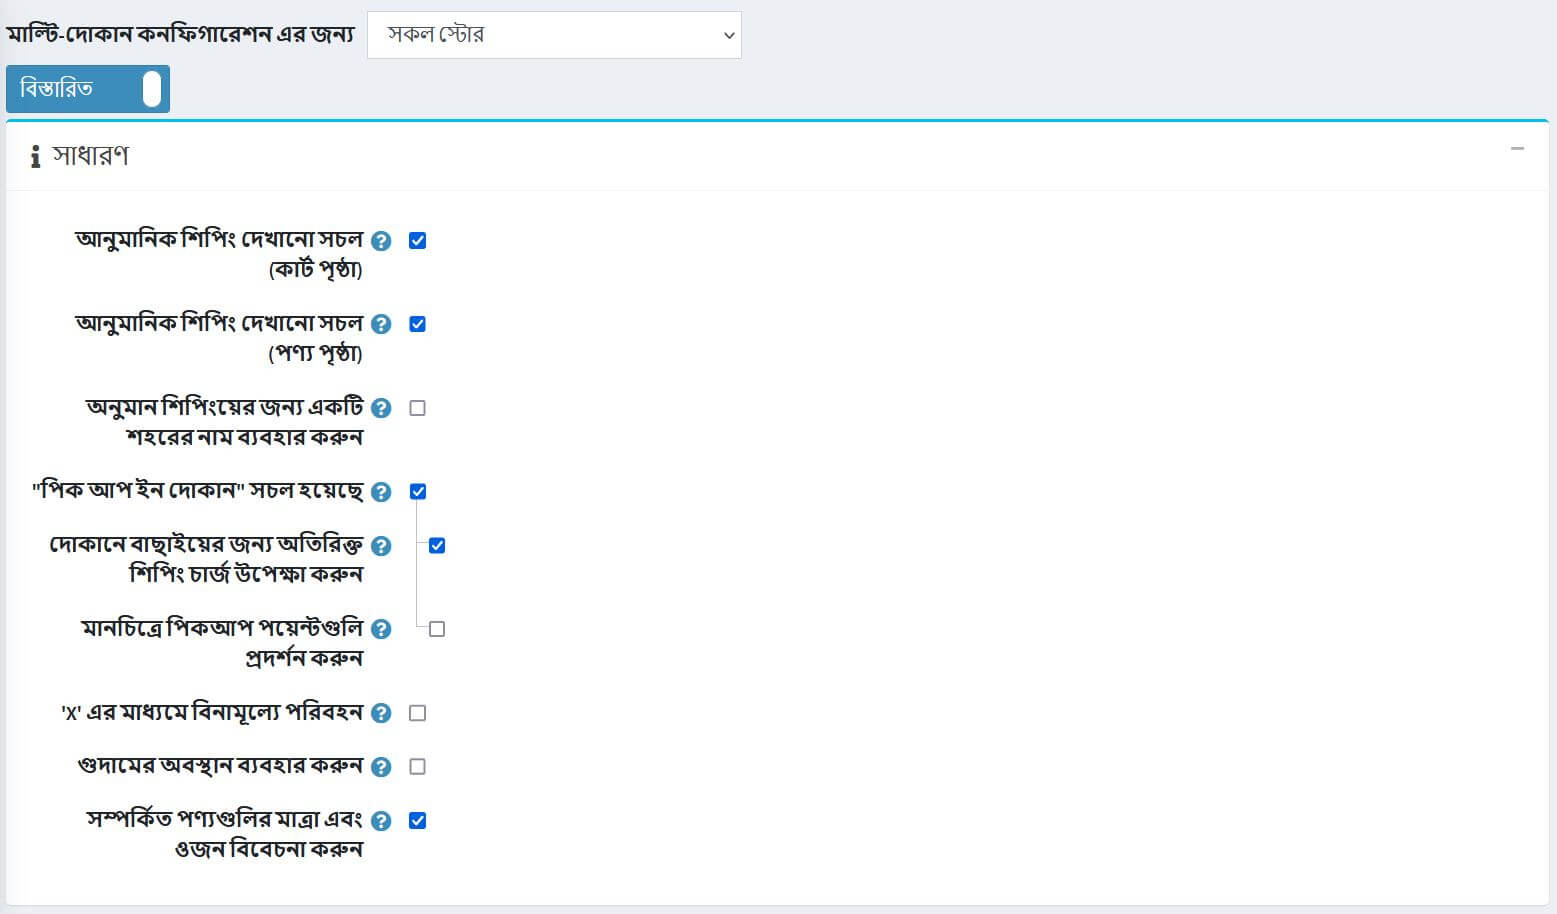 মাল্টি-দোকান কনফিগারেশন এর জন্য সকল স্টোর
বিস্তারিত
সাধারণ
আনুমানিক শিপিং দেখানো সচল
(কার্ট পৃষ্ঠা)
আনুমানিক শিপিং দেখানো সচল
(পণ্য পৃষ্ঠা)
অনুমান শিপিংয়ের জন্য একটি
শহরের নাম ব্যবহার করুন
"পিক আপ ইন দোকান" সচল হয়েছে
দোকানে বাছাইয়ের জন্য অতিরিক্ত
শিপিং চার্জ উপেক্ষা করুন
মানচিত্রে পিকআপ পয়েন্টগুলি
প্রদর্শন করুন
'X' এর মাধ্যমে বিনামূল্যে পরিবহন
গুদামের অবস্থান ব্যবহার করুন
সম্পর্কিত পণ্যগুলির মাত্রা এবং
ওজন বিবেচনা করুন